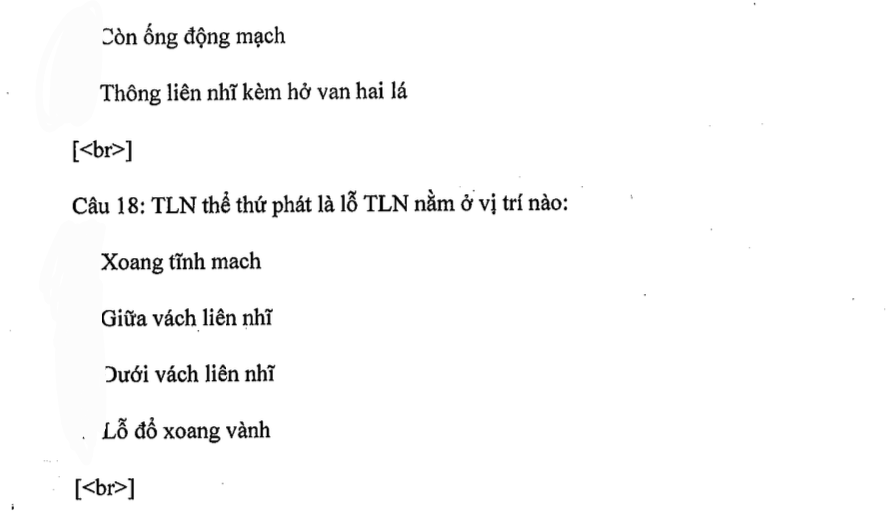 Còn ống động mạch
Thông liên nhĩ kèm hở van hai lá
[<br>]
Câu 18: TLN thể thứ phát là lỗ TLN nằm ở vị trí nào:
Xoang tĩnh mach
Giữa vách liên nhĩ
Dưới vách liên nhĩ
Lỗ đổ xoang vành
[<br>]